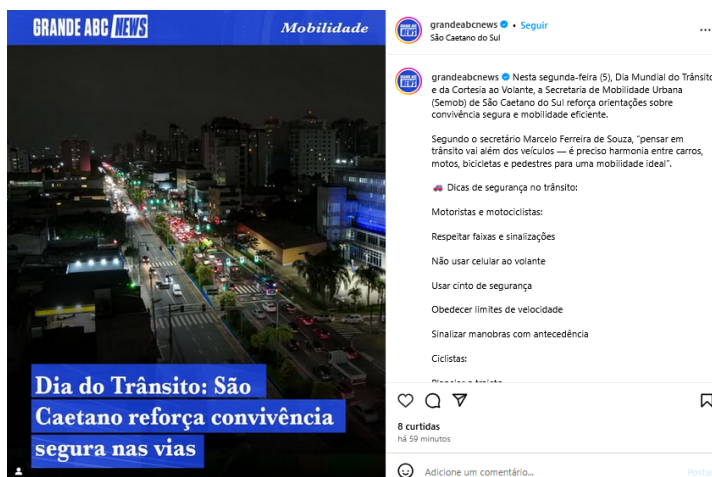 GRANDE ABC NEWS
Mobilidade
Dia do Trânsito: São
Caetano reforça convivência
segura nas vias
grandeabcnews • Seguir
São Caetano do Sul
grandeabcnews Nesta segunda-feira (5), Dia Mundial do Trânsito
e da Cortesia ao Volante, a Secretaria de Mobilidade Urbana
(Semob) de São Caetano do Sul reforça orientações sobre
convivência segura e mobilidade eficiente.
Segundo o secretário Marcelo Ferreira de Souza, "pensar em
trânsito vai além dos veículos — é preciso harmonia entre carros,
motos, bicicletas e pedestres para uma mobilidade ideal".
🚗 Dicas de segurança no trânsito:
Motoristas e motociclistas:
Respeitar faixas e sinalizações
Não usar celular ao volante
Usar cinto de segurança
Obedecer limites de velocidade
Sinalizar manobras com antecedência
Ciclistas:
8 curtidas
há 59 minutos
Adicione um comentário...
Postar